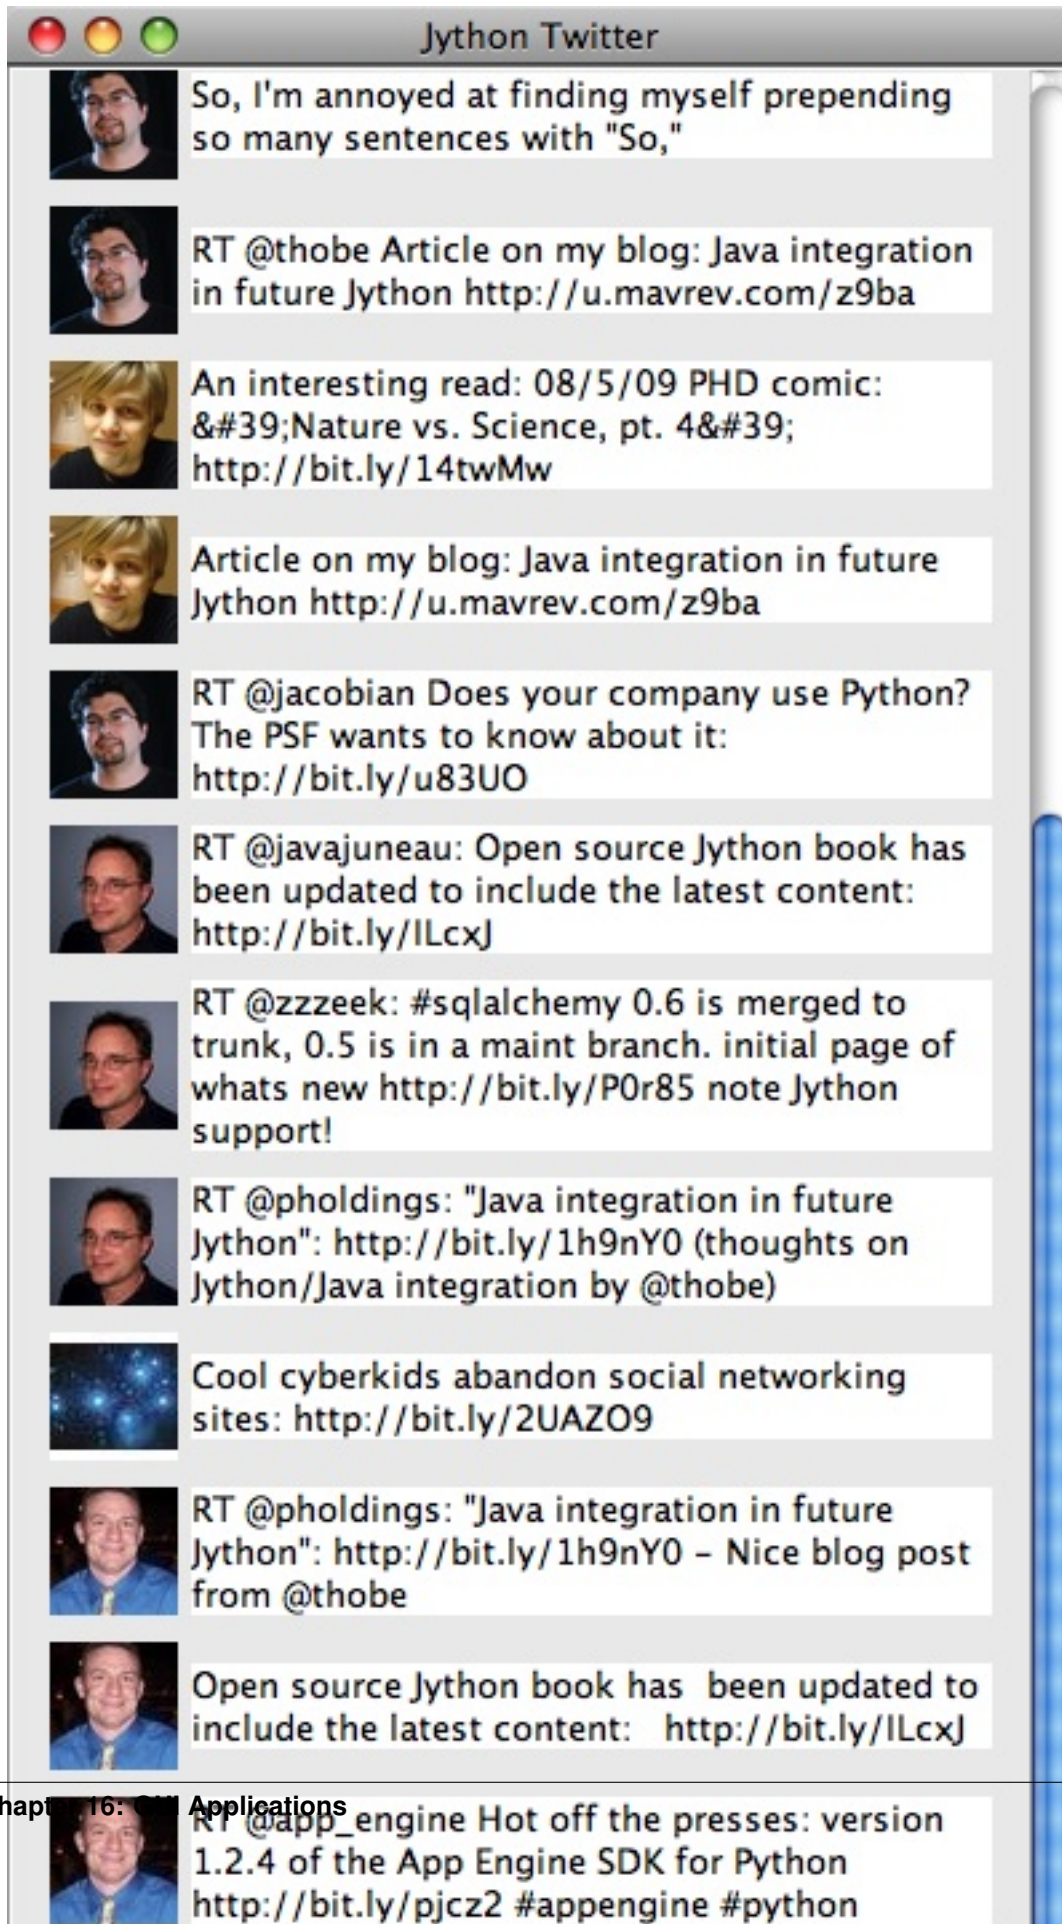 Jython Twitter
So, I'm annoyed at finding myself prepending
so many sentences with "So,"
RT @thobe Article on my blog: Java integration
in future Jython http://u.mavrev.com/z9ba
An interesting read: 08/5/09 PHD comic:
&#39;Nature vs. Science, pt. 4&#39;
http://bit.ly/14twMw
Article on my blog: Java integration in future
Jython http://u.mavrev.com/z9ba
RT @jacobian Does your company use Python?
The PSF wants to know about it:
http://bit.ly/u83UO
RT @javajuneau: Open source Jython book has
been updated to include the latest content:
http://bit.ly/lLcxJ
RT @zzzeek: #sqlalchemy 0.6 is merged to
trunk, 0.5 is in a maint branch. initial page of
whats new http://bit.ly/P0r85 note Jython
support!
RT @pholdings: "Java integration in future
Jython": http://bit.ly/1h9nY0 (thoughts on
Jython/Java integration by @thobe)
Cool cyberkids abandon social networking
sites: http://bit.ly/2UAZO9
RT @pholdings: "Java integration in future
Jython": http://bit.ly/1h9nY0 – Nice blog post
from @thobe
Open source Jython book has  been updated to
include the latest content:   http://bit.ly/lLcxJ
hapter 16: GUI Applications
RT @app_engine Hot off the presses: version
1.2.4 of the App Engine SDK for Python
http://bit.ly/pjcz2 #appengine #python